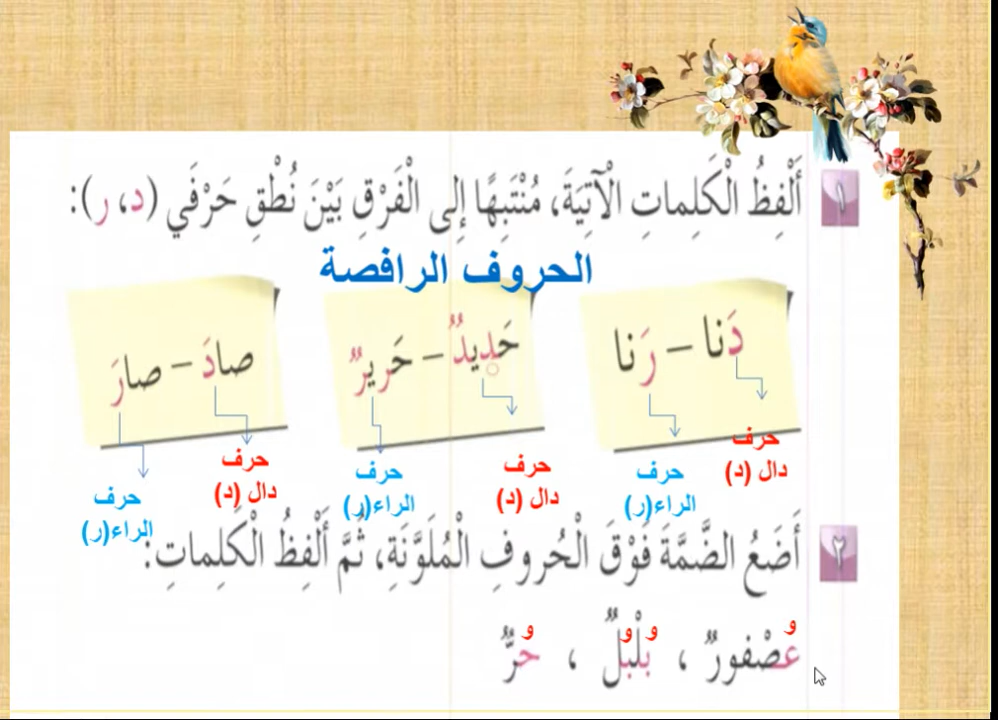 ١ أَلْفِظُ الْكَلِماتِ الْآتِيَةَ، مُنْتَبِهًا إِلى الْفَرْقِ بَيْنَ نُطْقِ حَرْفَي (د، ر):
الحروف الرافصة
دَنا – رَنا
حَديدٌ – حَريرٌ
صادَ – صارَ
حرف
دال (د)
حرف
الراء(ر)
حرف
دال (د)
حرف
الراء(ر)
حرف
دال (د)
حرف
الراء(ر)
٢ أَضَعُ الضَّمَّةَ فَوْقَ الْحُروفِ الْمُلَوَّنَةِ، ثُمَّ أَلْفِظُ الْكَلِماتِ:
عُصْفورٌ ، بُلْبُلٌ ، حُرٌّ